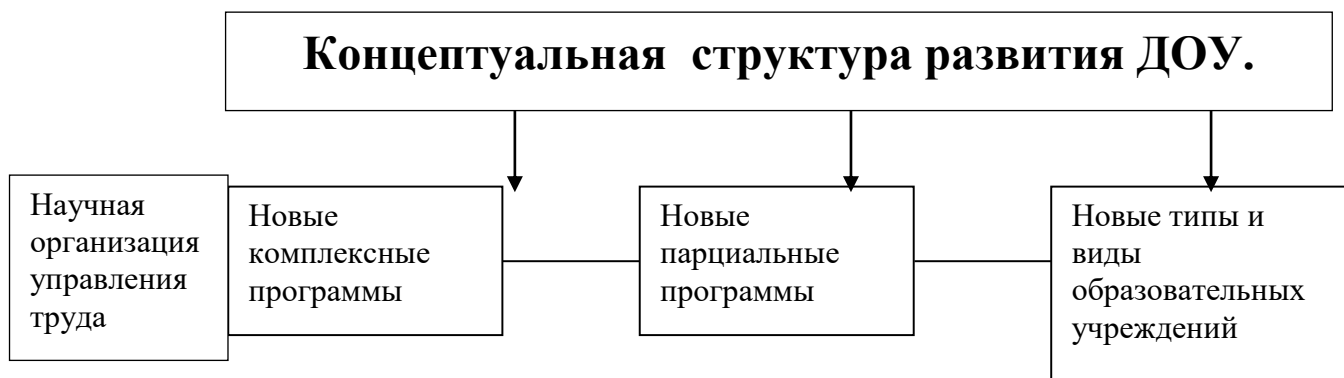 Концептуальная структура развития ДОУ.
Научная
организация
управления
труда
Новые
комплексные
программы
Новые
парциальные
программы
Новые типы и
виды
образовательных
учреждений